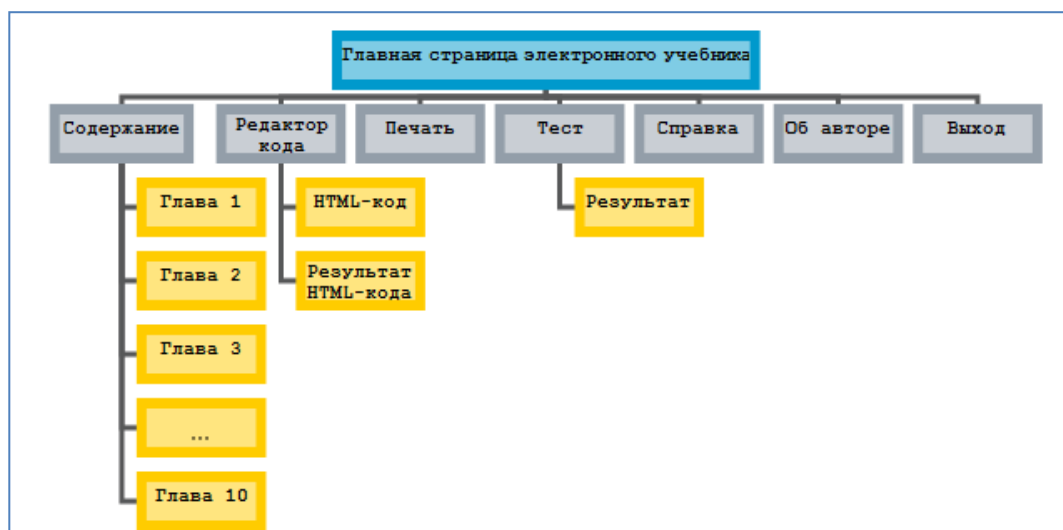 Главная страница электронного учебника
Содержание
Редактор
кода
Печать
Тест
Справка
Об авторе
Выход
Глава 1
HTML-код
Результат
Глава 2
Результат
HTML-кода
Глава 3
...
Глава 10